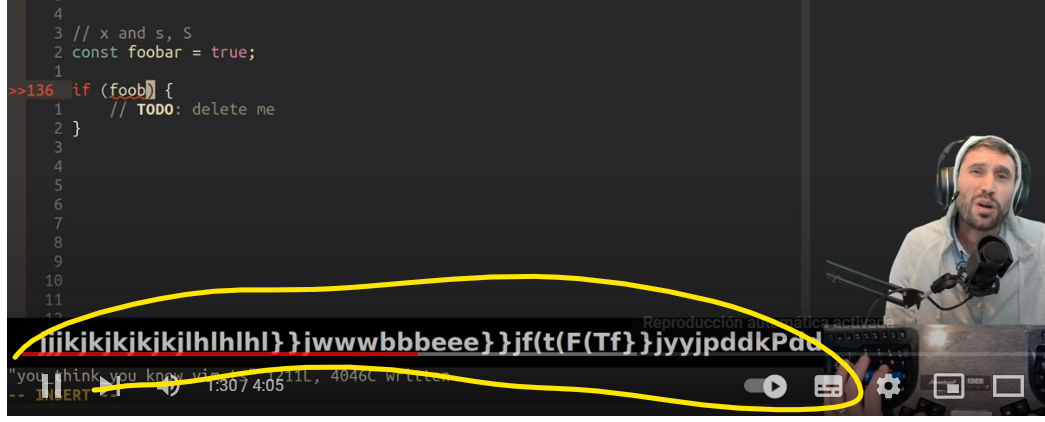 4
3 // x and s, S
2 const foobar = true;
1
>>136 if (foob) {
1 // TODO: delete me
2 }
3
4
5
6
7
8
9
10
11
Reproducción automática activada
jjjkjkjkjkjkjlhlhlhl}}jwwwbbbeee}}jf(t(F(Tf}}jyyjpddkPdd
"you think you know vim.ts" 1211L, 4046C written
1:30 / 4:05
-- INSERT --